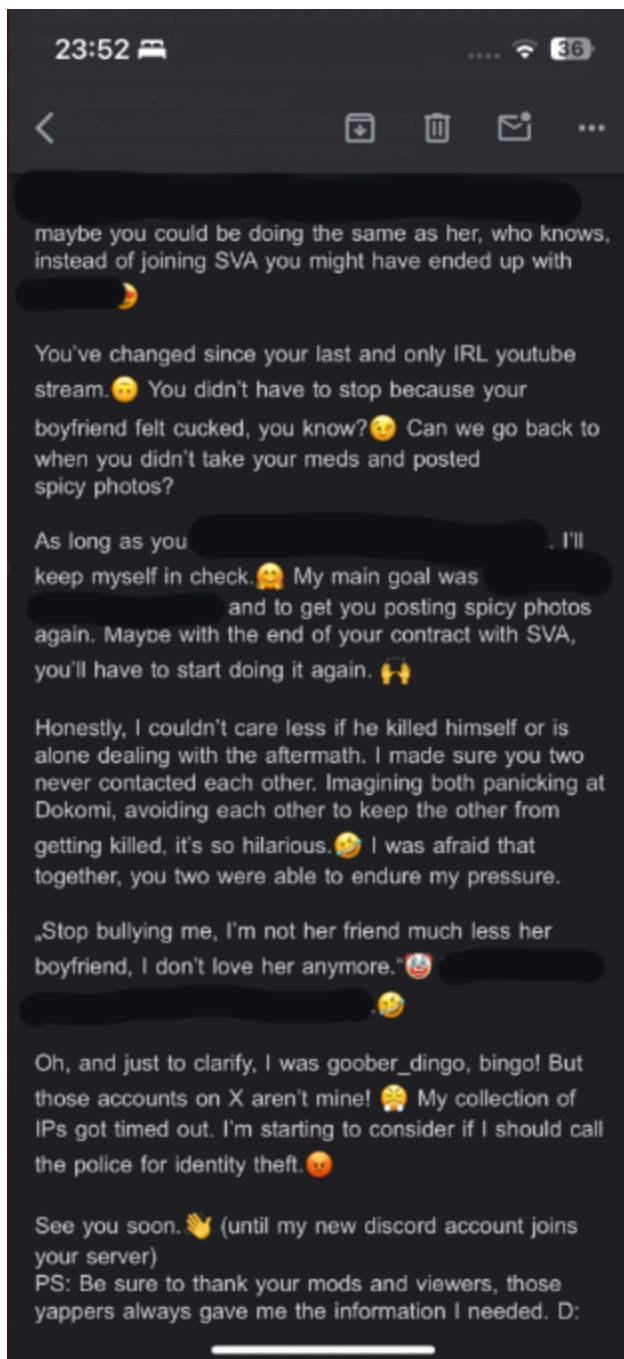 23:52
36
maybe you could be doing the same as her, who knows,
instead of joining SVA you might have ended up with
😍
You've changed since your last and only IRL youtube
stream.🙃 You didn't have to stop because your
boyfriend felt cucked, you know?😉 Can we go back to
when you didn't take your meds and posted
spicy photos?
As long as you . I'll
keep myself in check.🤗 My main goal was
and to get you posting spicy photos
again. Maybe with the end of your contract with SVA,
you'll have to start doing it again. 🙌
Honestly, I couldn't care less if he killed himself or is
alone dealing with the aftermath. I made sure you two
never contacted each other. Imagining both panicking at
Dokomi, avoiding each other to keep the other from
getting killed, it's so hilarious.🤣 I was afraid that
together, you two were able to endure my pressure.
„Stop bullying me, I'm not her friend much less her
boyfriend, I don't love her anymore.“🤡
.🤣
Oh, and just to clarify, I was goober_dingo, bingo! But
those accounts on X aren't mine! 😤 My collection of
IPs got timed out. I'm starting to consider if I should call
the police for identity theft.😡
See you soon.👋 (until my new discord account joins
your server)
PS: Be sure to thank your mods and viewers, those
yappers always gave me the information I needed. D: